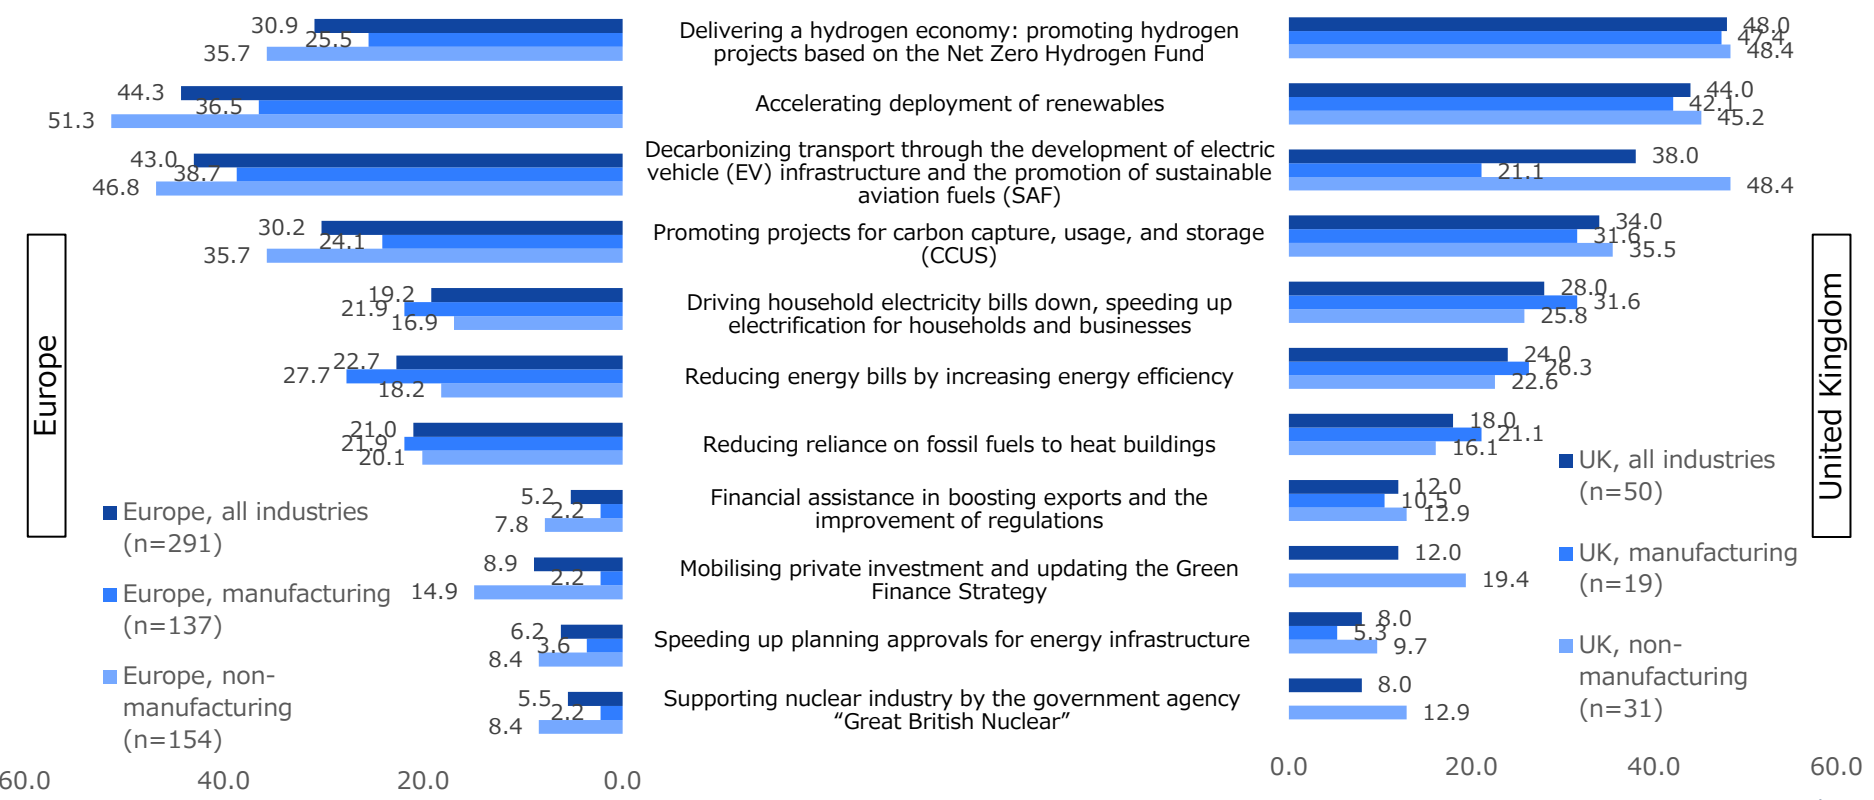 30.9
25.5
35.7
Delivering a hydrogen economy: promoting hydrogen
projects based on the Net Zero Hydrogen Fund
48.0
47.4
48.4
44.3
36.5
51.3
Accelerating deployment of renewables
44.0
42.1
45.2
43.0
38.7
46.8
Decarbonizing transport through the development of electric
vehicle (EV) infrastructure and the promotion of sustainable
aviation fuels (SAF)
38.0
21.1
48.4
30.2
24.1
35.7
Promoting projects for carbon capture, usage, and storage
(CCUS)
34.0
31.6
35.5
19.2
21.9
16.9
Driving household electricity bills down, speeding up
electrification for households and businesses
28.0
31.6
25.8
22.7
27.7
18.2
Reducing energy bills by increasing energy efficiency
24.0
26.3
22.6
21.0
21.9
20.1
Reducing reliance on fossil fuels to heat buildings
18.0
21.1
16.1
5.2
2.2
7.8
Financial assistance in boosting exports and the
improvement of regulations
12.0
10.5
12.9
8.9
2.2
14.9
Mobilising private investment and updating the Green
Finance Strategy
12.0
19.4
6.2
3.6
8.4
Speeding up planning approvals for energy infrastructure
8.0
5.3
9.7
5.5
2.2
8.4
Supporting nuclear industry by the government agency
“Great British Nuclear”
8.0
12.9
Europe
United Kingdom
Europe, all industries
(n=291)
Europe, manufacturing
(n=137)
Europe, non-
manufacturing
(n=154)
UK, all industries
(n=50)
UK, manufacturing
(n=19)
UK, non-
manufacturing
(n=31)
60.0 40.0 20.0 0.0
0.0 20.0 40.0 60.0